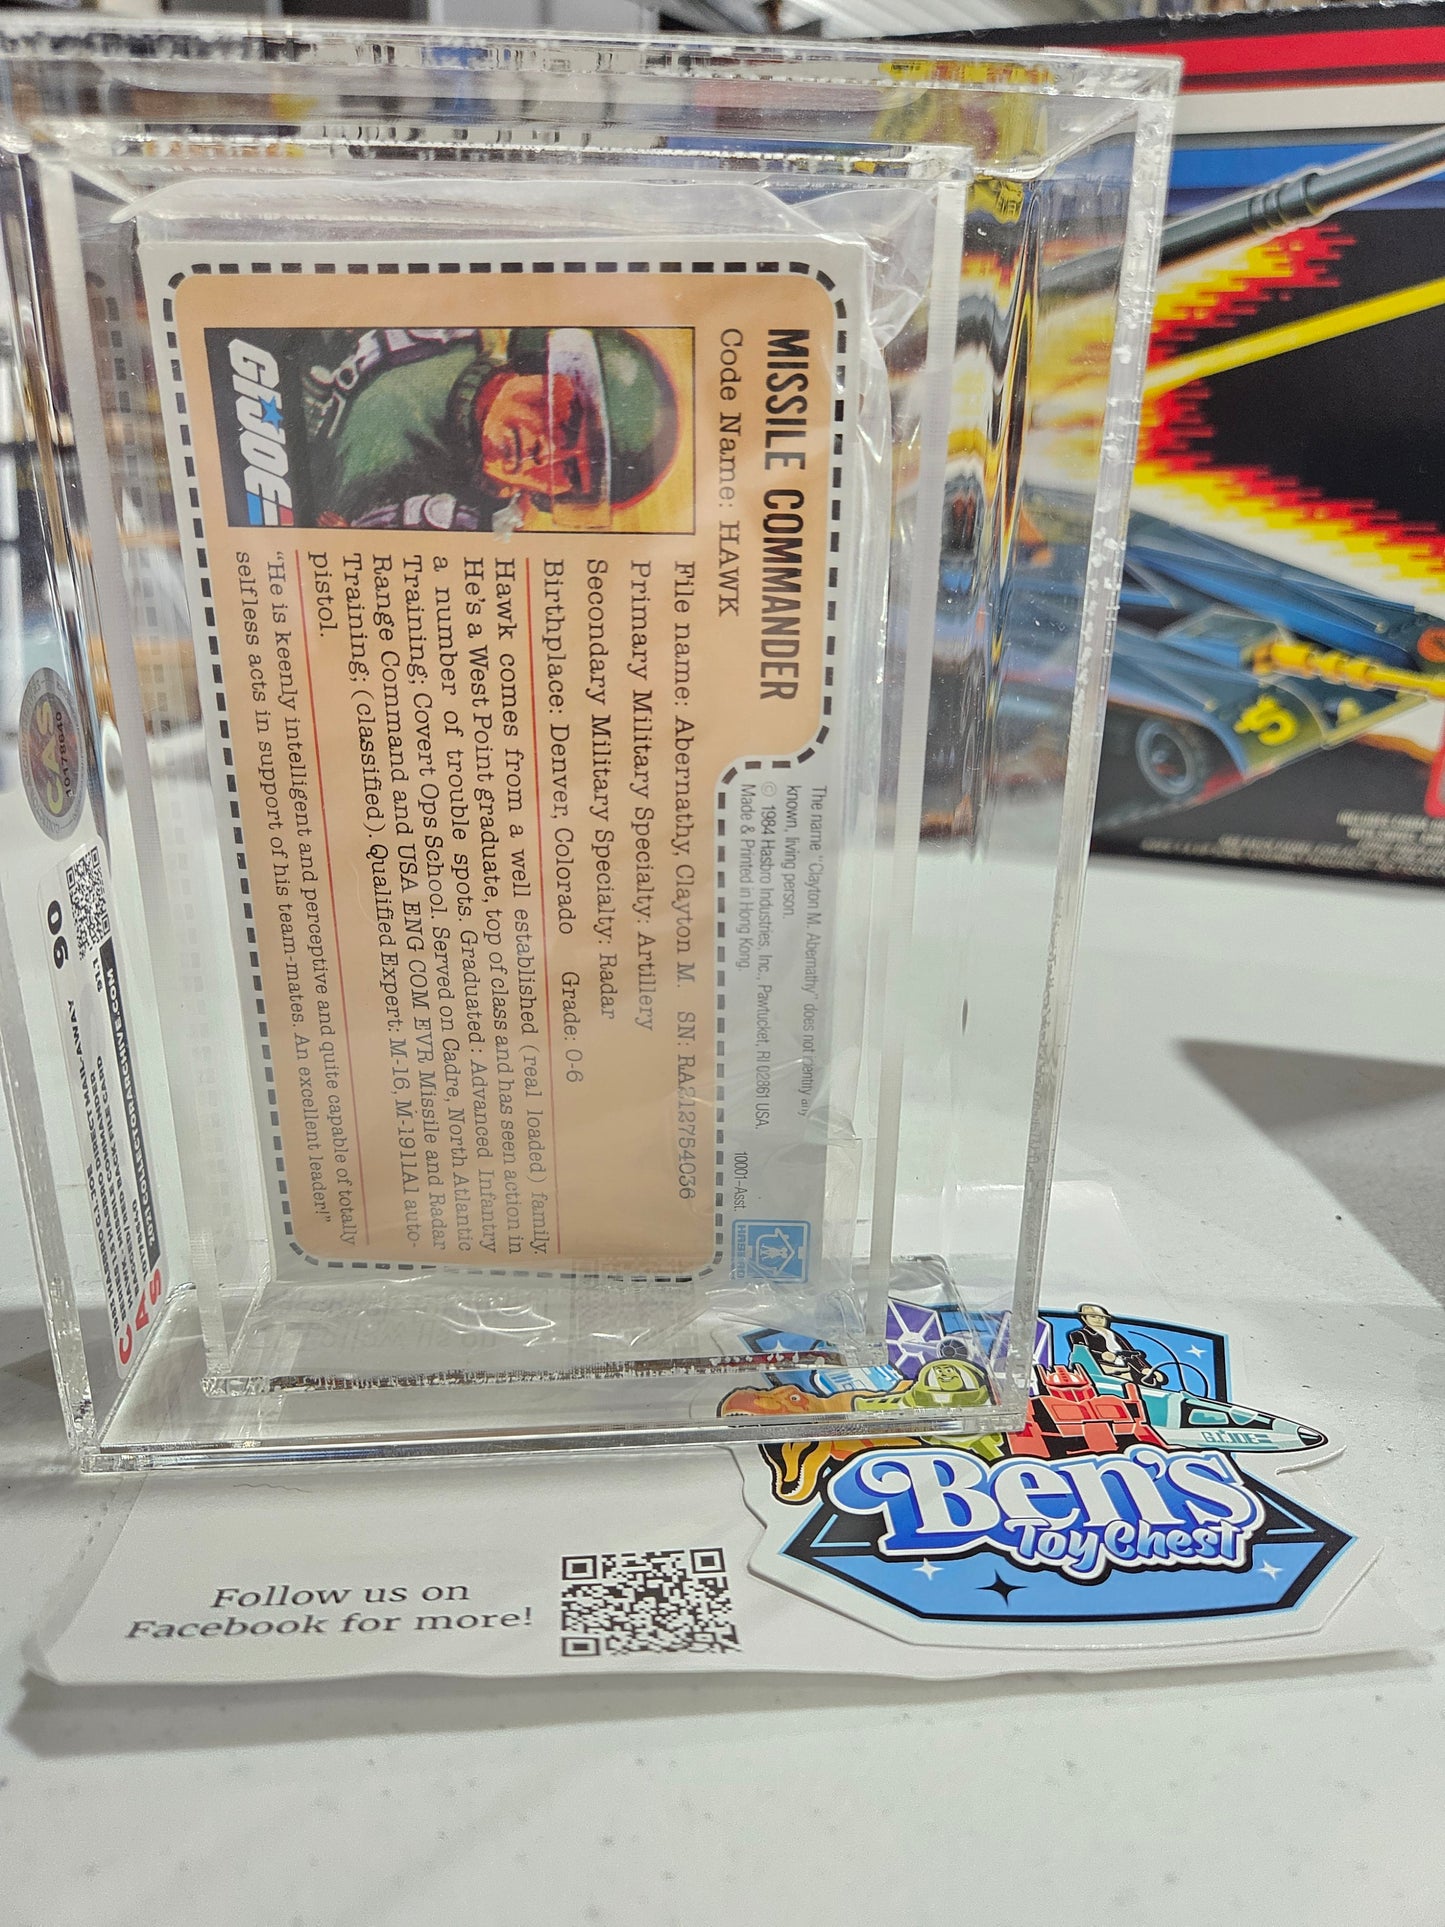 MISSILE COMMANDER
Code Name: HAWK
The name "Clayton M. Abernathy" does not identify any
known, living person.
© 1984 Hasbro Industries, Inc., Pawtucket, RI 02861 USA.
Made & Printed in Hong Kong.
10001-Asst.
HASBRO
File name: Abernathy, Clayton M. SN: RA212754036
Primary Military Specialty: Artillery
Secondary Military Specialty: Radar
Birthplace: Denver, Colorado Grade: O-6
Hawk comes from a well established (real loaded) family.
He's a West Point graduate, top of class and has seen action in
a number of trouble spots. Graduated: Advanced Infantry
Training; Covert Ops School. Served on Cadre, North Atlantic
Range Command and USA ENG COM EVR Missile and Radar
Training; (classified). Qualified Expert: M-16, M-1911A1 auto-
pistol.
"He is keenly intelligent and perceptive and quite capable of totally
selfless acts in support of his team-mates. An excellent leader!"
G.I. JOE
CAS
10478640
90
CAS
Ben's
Toy Chest
G.I. JOE
Follow us on
Facebook for more!